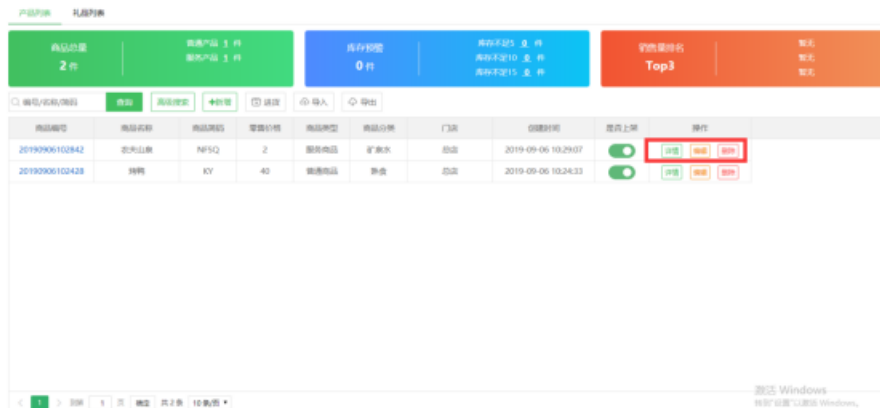 产品列表 礼品列表
商品总量
2 件
普通产品 1 件
服务产品 1 件
库存预警
0 件
库存不足5 0 件
库存不足10 0 件
库存不足15 0 件
销售量排名
Top3
暂无
暂无
暂无
编号/名称/简码 查询 高级搜索 +新增 进货 导入 导出
商品编号 商品名称 商品简码 零售价格 商品类型 商品分类 门店 创建时间 是否上架 操作
20190906102842 农夫山泉 NFSQ 2 服务商品 矿泉水 总店 2019-09-06 10:29:07 详情 编辑 删除
20190906102428 烤鸭 KY 40 普通商品 熟食 总店 2019-09-06 10:24:33 详情 编辑 删除
< 1 > 到第 1 页 确定 共 2 条 10 条/页
激活 Windows
转到"设置"以激活 Windows。